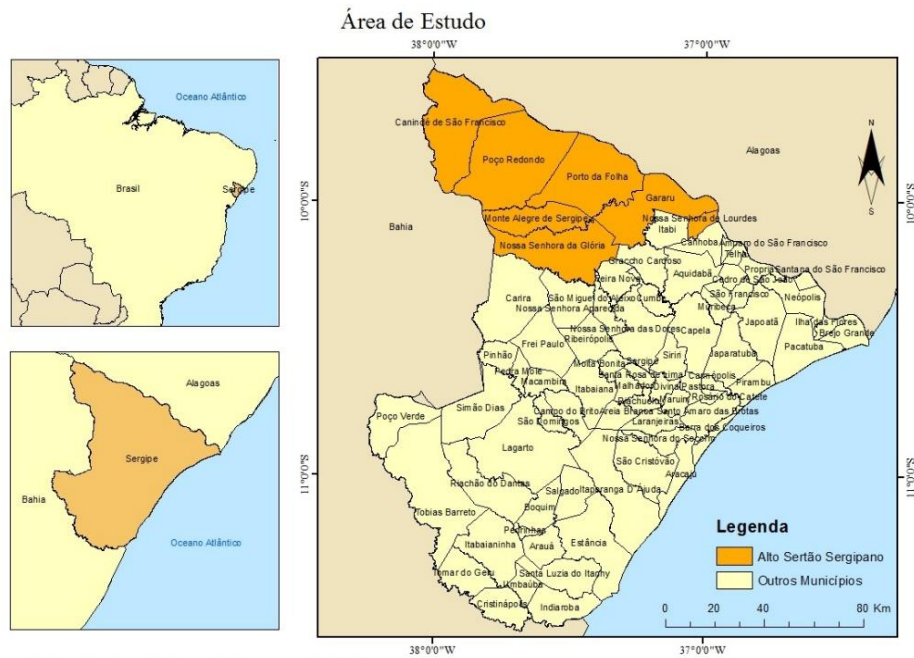 Área de Estudo
38°0'0"W
37°0'0"W
Oceano Atlântico
Brasil
Sergipe
10°0'0"S
11°0'0"S
Alagoas
Sergipe
Bahia
Oceano Atlântico
Canindé de São Francisco
Poço Redondo
Porto da Folha
Alagoas
N
S
Gararu
Bahia
Monte Alegre de Sergipe
Nossa Senhora de Lourdes
Itabi
Nossa Senhora da Glória
Canhoba
Amparo do São Francisco
Telha
Graccho Cardoso
Aquidabã
Propriá
Santana do São Francisco
Cedro de São João
Feira Nova
Carira
São Miguel do Aleixo
Cumbe
São Francisco
Neópolis
Nossa Senhora Aparecida
Muribeca
Ilha das Flores
Brejo Grande
Nossa Senhora das Dores
Capela
Japoatã
Frei Paulo
Ribeirópolis
Pacatuba
Pinhão
Moita Bonita
Siriri
Japaratuba
Pedra Mole
Macambira
Santa Rosa de Lima
Carmópolis
Pirambu
Itabaiana
Malhador
Divina Pastora
Rosário do Catete
Poço Verde
Simão Dias
Campo do Brito
Areia Branca
Riachuelo
Maruim
Santo Amaro das Brotas
São Domingos
Laranjeiras
Barra dos Coqueiros
Lagarto
Nossa Senhora do Socorro
São Cristóvão
Aracaju
Riachão do Dantas
Salgado
Itaporanga D'Ajuda
10°0'0"S
11°0'0"S
Tobias Barreto
Boquim
Pedrinhas
Itabaianinha
Arauá
Estância
Tomar do Geru
Santa Luzia do Itanhy
Umbaúba
Cristinápolis
Indiaroba
Legenda
Alto Sertão Sergipano
Outros Municípios
0 20 40 80 Km
38°0'0"W
37°0'0"W